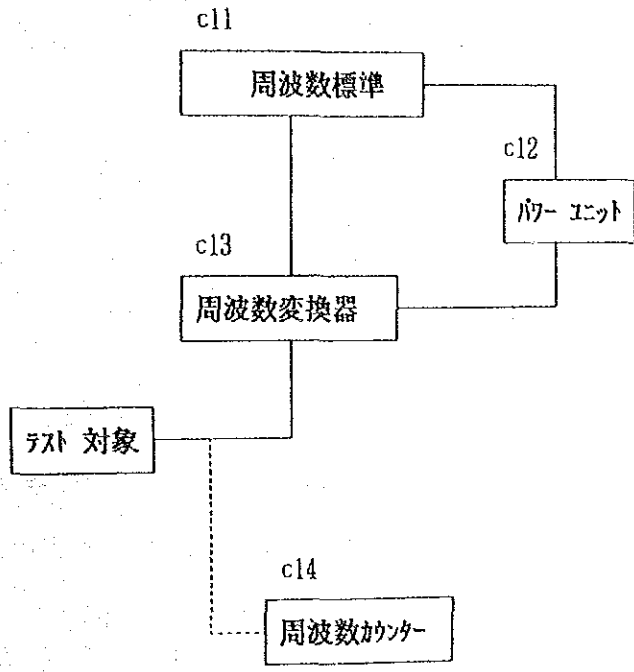 c11
周波数標準
c12
パワー ユニット
c13
周波数変換器
テスト 対象
c14
周波数カウンター